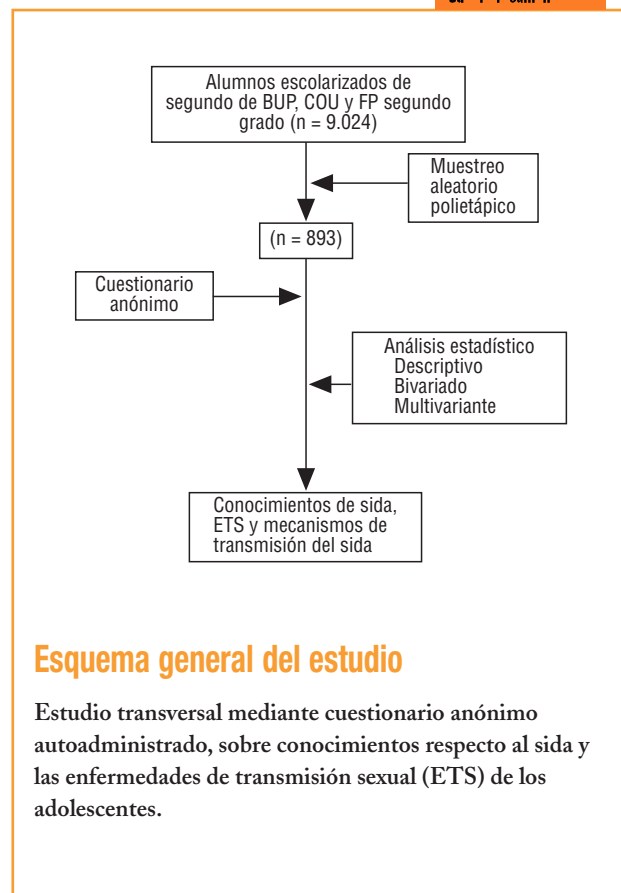 Alumnos escolarizados de
segundo de BUP, COU y FP segundo
grado (n = 9.024)
Muestreo
aleatorio
polietápico
(n = 893)
Cuestionario
anónimo
Análisis estadístico
Descriptivo
Bivariado
Multivariante
Conocimientos de sida,
ETS y mecanismos de
transmisión del sida
Esquema general del estudio
Estudio transversal mediante cuestionario anónimo
autoadministrado, sobre conocimientos respecto al sida y
las enfermedades de transmisión sexual (ETS) de los
adolescentes.